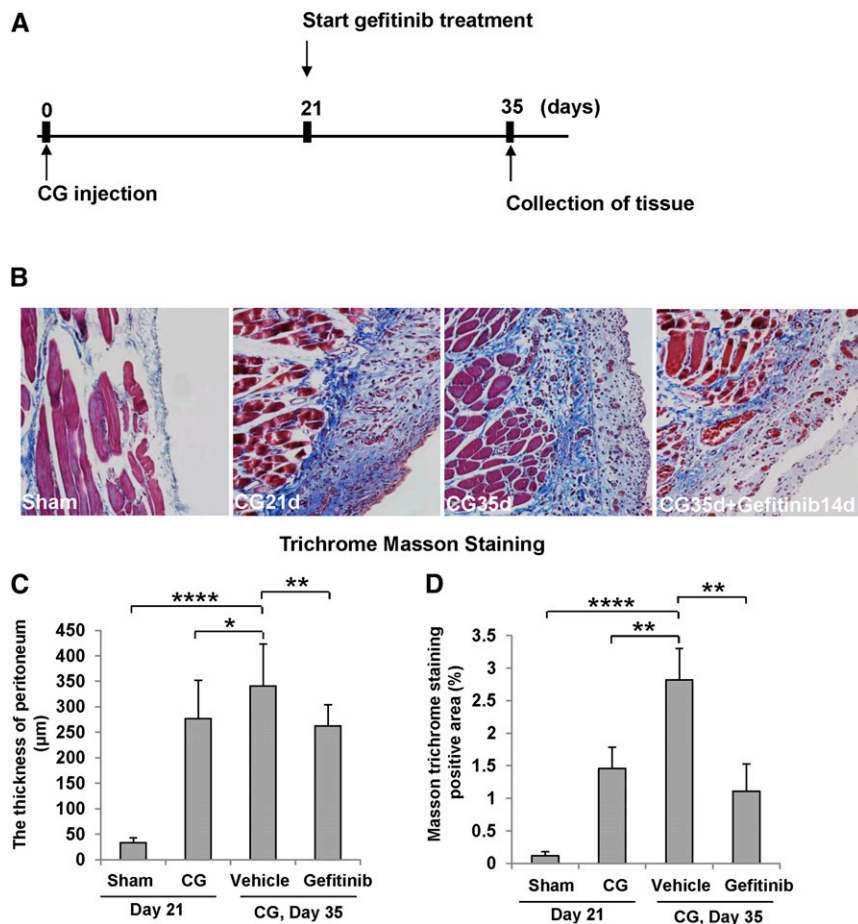 A
Start gefitinib treatment
0 21 35 (days)
CG injection
Collection of tissue
B
Sham CG21d CG35d CG35d+Gefitinib14d
Trichrome Masson Staining
C
**** **
*
The thickness of peritoneum
(μm)
450
400
350
300
250
200
150
100
50
0
Sham CG Vehicle Gefitinib
Day 21 CG, Day 35
D
**** **
**
Masson trichrome staining
positive area (%)
3.5
3
2.5
2
1.5
1
0.5
0
Sham CG Vehicle Gefitinib
Day 21 CG, Day 35